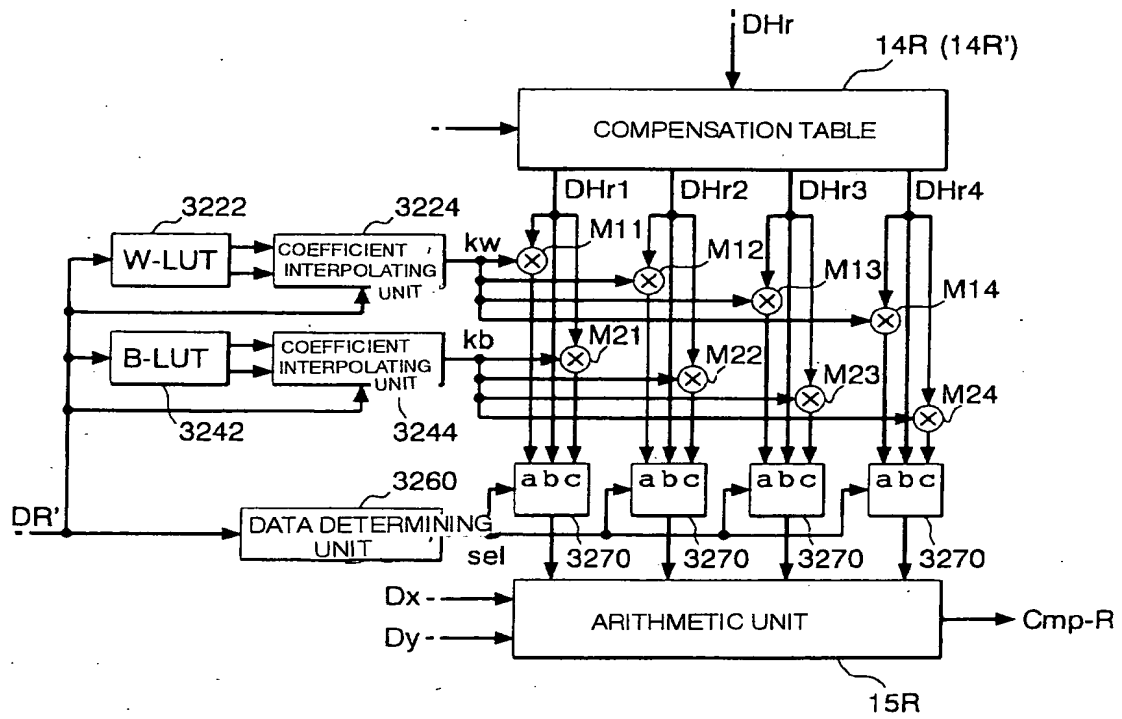 DHr
14R (14R')
COMPENSATION TABLE
DHr1 DHr2 DHr3 DHr4
3222 3224
W-LUT
COEFFICIENT
INTERPOLATING
UNIT
kw
M11 M12 M13 M14
B-LUT
COEFFICIENT
INTERPOLATING
UNIT
kb
M21 M22 M23 M24
3242 3244
3260
a b c a b c a b c a b c
DR'
DATA DETERMINING
UNIT
sel
3270 3270 3270 3270
Dx
Dy
ARITHMETIC UNIT
Cmp-R
15R